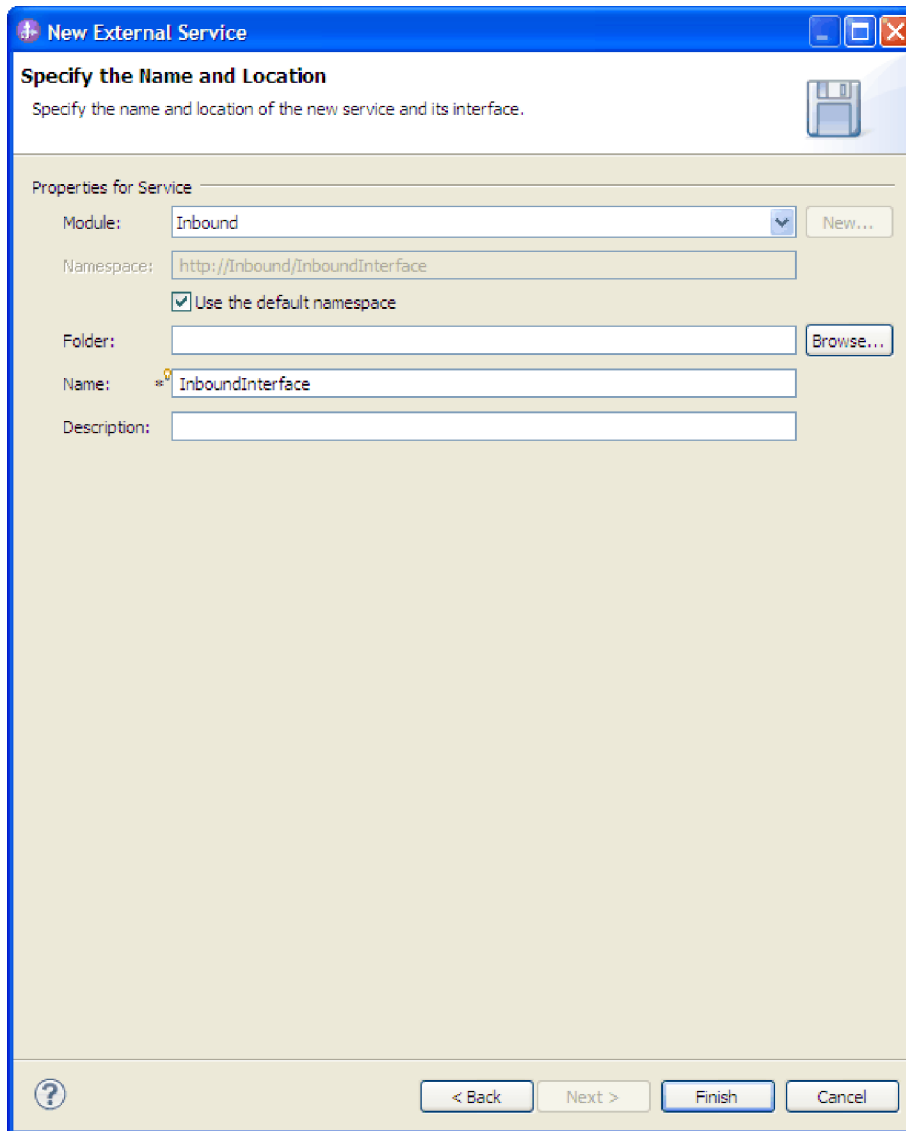 New External Service
Specify the Name and Location
Specify the name and location of the new service and its interface.
Properties for Service
Module: Inbound New...
Namespace: http://Inbound/InboundInterface
Use the default namespace
Folder: Browse...
Name: * InboundInterface
Description:
? < Back Next > Finish Cancel